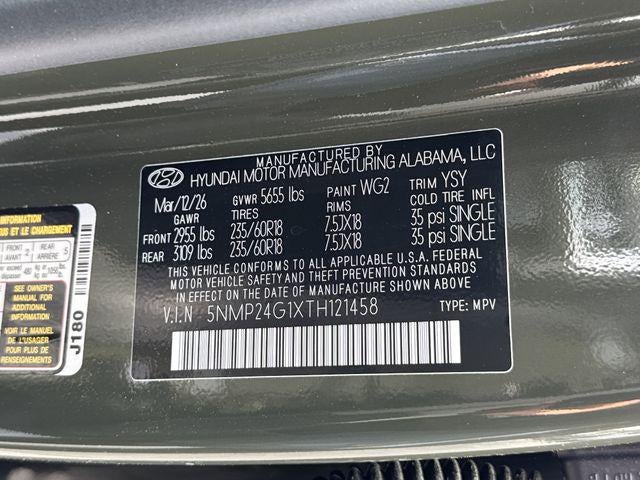 MANUFACTURED BY
HYUNDAI MOTOR MANUFACTURING ALABAMA, LLC
Mar/12/26 GVWR 5655 lbs PAINT WG2 TRIM YSY
GAWR TIRES RIMS COLD TIRE INFL
FRONT 2955 lbs 235/60R18 7.5JX18 35 psi SINGLE
REAR 3109 lbs 235/60R18 7.5JX18 35 psi SINGLE
THIS VEHICLE CONFORMS TO ALL APPLICABLE U.S.A FEDERAL
MOTOR VEHICLE SAFETY AND THEFT PREVENTION STANDARDS
IN EFFECT ON THE DATE OF MANUFACTURE SHOWN ABOVE.
V.I.N 5NMP24G1XTH121458 TYPE: MPV
INFORMATION
ET LE CHARGEMENT
FRONT 2 REAR
AVANT ARRIÈRE
SEE OWNER'S
MANUAL FOR
ADDITIONAL
INFORMATION
VOIR LE MANUEL
DE L'USAGER
POUR PLUS DE
RENSEIGNEMENTS
J180